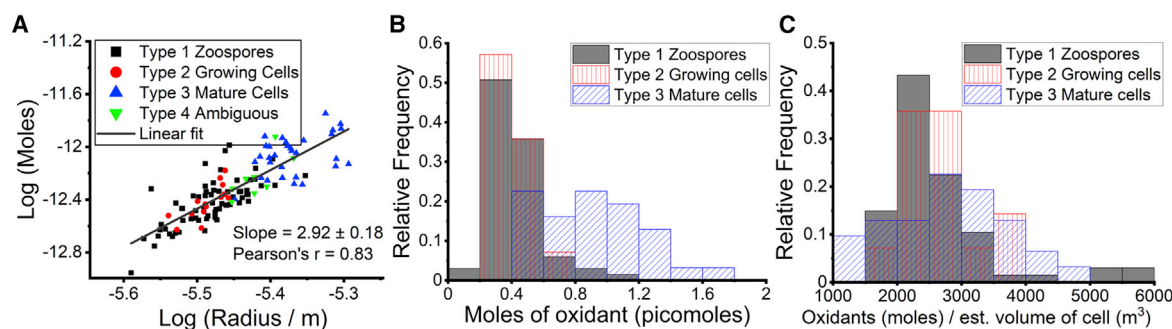 A
Log (Moles)
-11.2
-11.6
-12
-12.4
-12.8
Type 1 Zoospores
Type 2 Growing Cells
Type 3 Mature Cells
Type 4 Ambiguous
Linear fit
Slope = 2.92 ± 0.18
Pearson's r = 0.83
-5.6 -5.5 -5.4 -5.3
Log (Radius / m)
B
Relative Frequency
0.6
0.5
0.4
0.3
0.2
0.1
0
Type 1 Zoospores
Type 2 Growing cells
Type 3 Mature cells
0 0.4 0.8 1.2 1.6 2
Moles of oxidant (picomoles)
C
Relative Frequency
0.5
0.4
0.3
0.2
0.1
0
Type 1 Zoospores
Type 2 Growing cells
Type 3 Mature cells
1000 2000 3000 4000 5000 6000
Oxidants (moles) / est. volume of cell (m³)